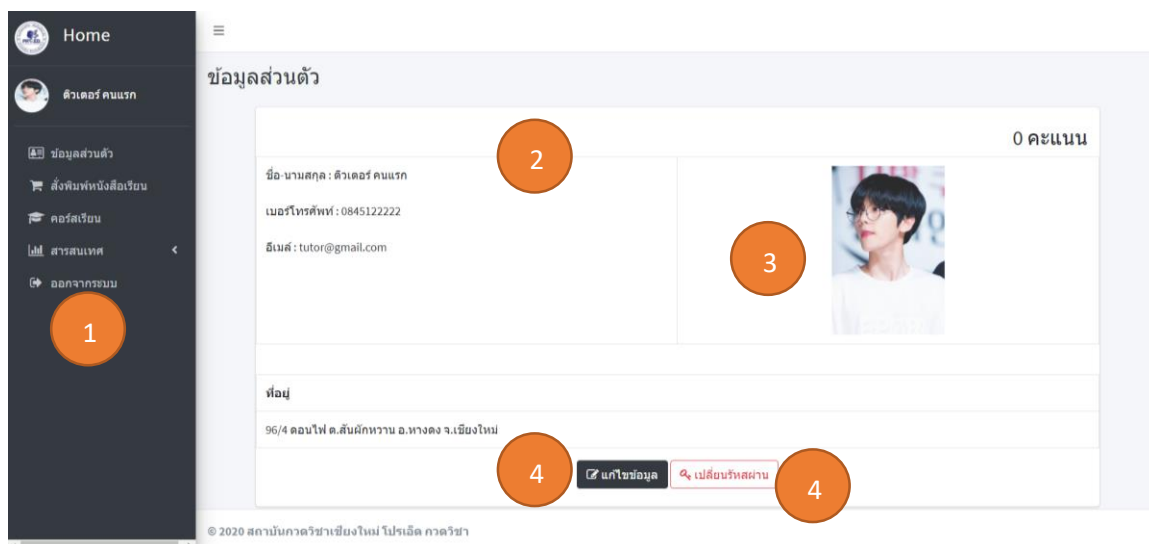 Home
ติวเตอร์ คนแรก
ข้อมูลส่วนตัว
สั่งพิมพ์หนังสือเรียน
คอร์สเรียน
สารสนเทศ
ออกจากระบบ
1
ข้อมูลส่วนตัว
0 คะแนน
2
ชื่อ-นามสกุล : ติวเตอร์ คนแรก
เบอร์โทรศัพท์ : 0845122222
อีเมล์ : tutor@gmail.com
3
ที่อยู่
96/4 ดอนไฟ ต.สันผักหวาน อ.หางดง จ.เชียงใหม่
4
แก้ไขข้อมูล
เปลี่ยนรหัสผ่าน
4
© 2020 สถาบันกวดวิชาเชียงใหม่ โปรเอ็ด กวดวิชา